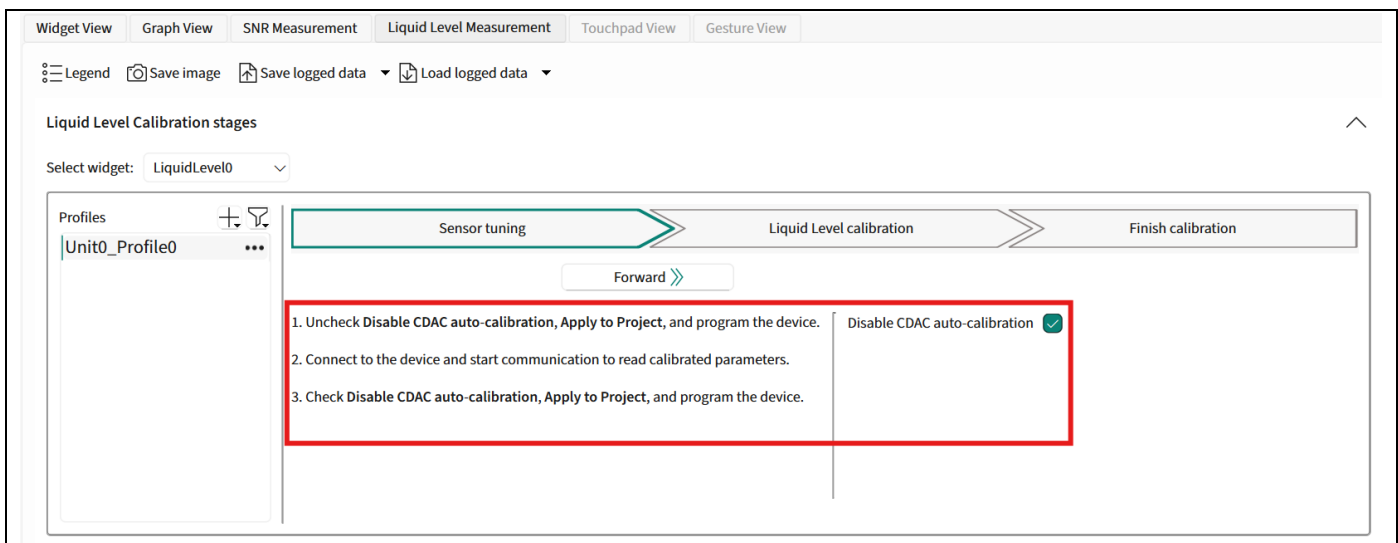 Widget View Graph View SNR Measurement Liquid Level Measurement Touchpad View Gesture View
Legend Save image Save logged data Load logged data
Liquid Level Calibration stages
Select widget: LiquidLevel0
Profiles
Unit0_Profile0
Sensor tuning Liquid Level calibration Finish calibration
Forward
1. Uncheck Disable CDAC auto-calibration, Apply to Project, and program the device.
2. Connect to the device and start communication to read calibrated parameters.
3. Check Disable CDAC auto-calibration, Apply to Project, and program the device.
Disable CDAC auto-calibration